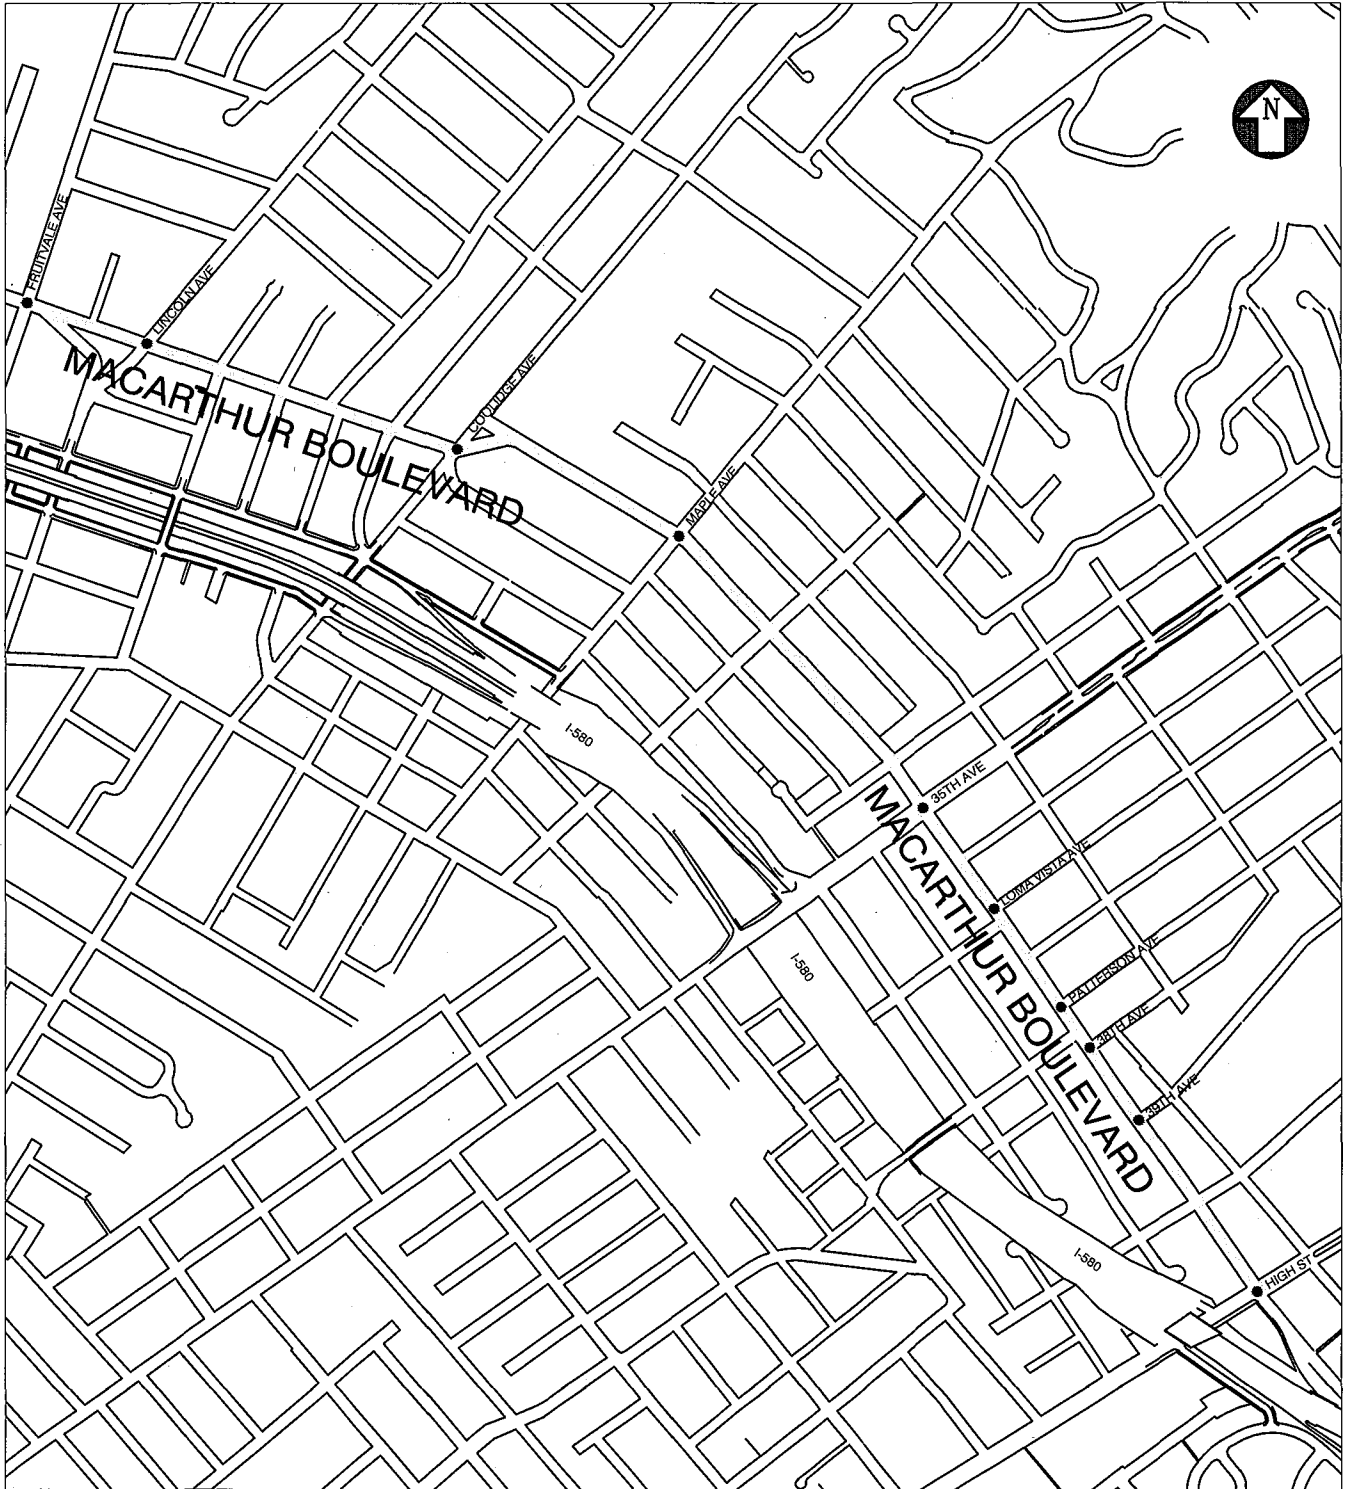 N
FRUITVALE AVE
LINCOLN AVE
MACARTHUR BOULEVARD
COOLIDGE AVE
MAPLE AVE
I-580
35TH AVE
MACARTHUR BOULEVARD
LOMA VISTA AVE
I-580
PATTERSON AVE
38TH AVE
39TH AVE
I-580
HIGH ST